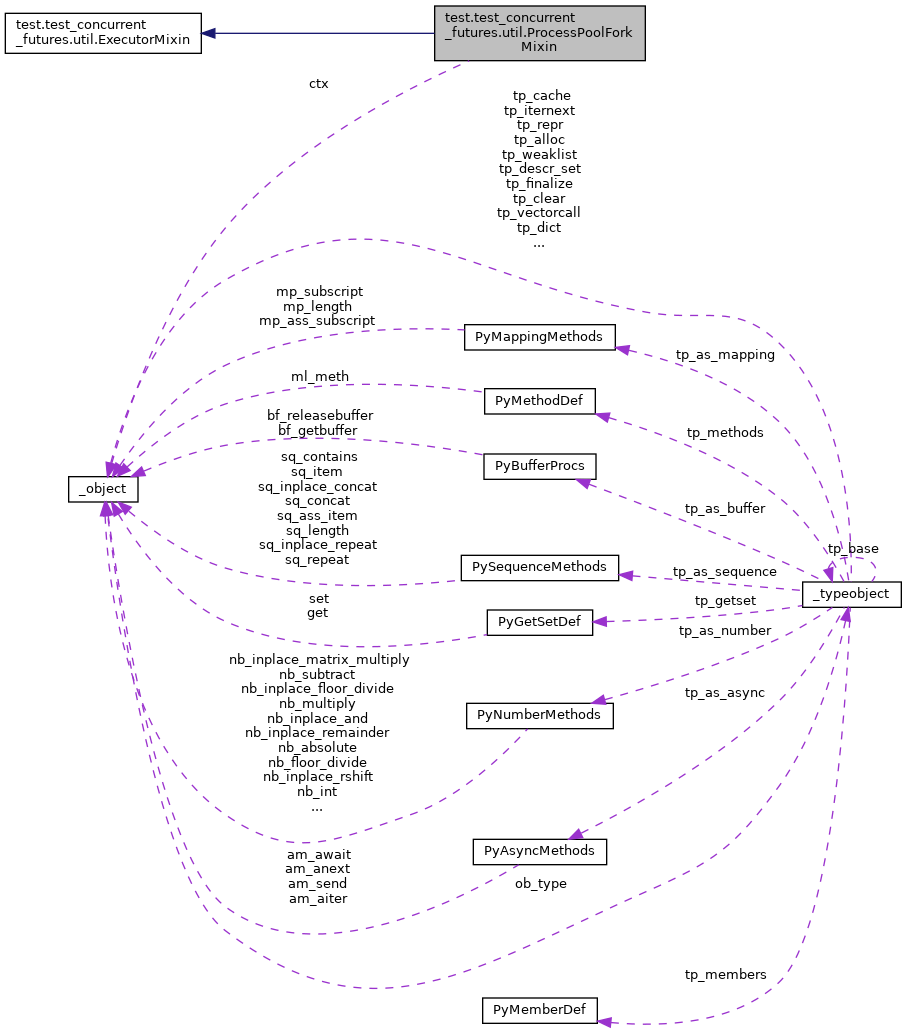 test.test_concurrent
_futures.util.ExecutorMixin
test.test_concurrent
_futures.util.ProcessPoolFork
Mixin
ctx
tp_cache
tp_iternext
tp_repr
tp_alloc
tp_weaklist
tp_descr_set
tp_finalize
tp_clear
tp_vectorcall
tp_dict
...
mp_subscript
mp_length
mp_ass_subscript
PyMappingMethods
tp_as_mapping
ml_meth
PyMethodDef
tp_methods
bf_releasebuffer
bf_getbuffer
PyBufferProcs
tp_as_buffer
_object
sq_contains
sq_item
sq_inplace_concat
sq_concat
sq_ass_item
sq_length
sq_inplace_repeat
sq_repeat
PySequenceMethods
tp_as_sequence
tp_base
_typeobject
set
get
PyGetSetDef
tp_getset
tp_as_number
nb_inplace_matrix_multiply
nb_subtract
nb_inplace_floor_divide
nb_multiply
nb_inplace_and
nb_inplace_remainder
nb_absolute
nb_floor_divide
nb_inplace_rshift
nb_int
...
PyNumberMethods
tp_as_async
am_await
am_anext
am_send
am_aiter
PyAsyncMethods
ob_type
tp_members
PyMemberDef